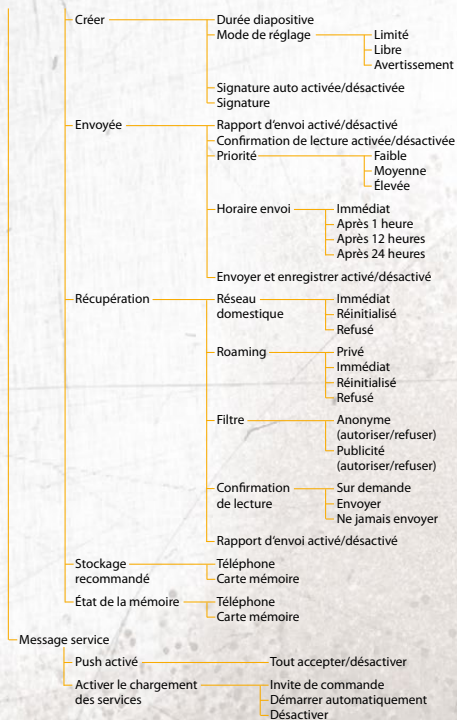 Créer
Durée diapositive
Mode de réglage
Limité
Libre
Avertissement
Signature auto activée/désactivée
Signature
Envoyée
Rapport d'envoi activé/désactivé
Confirmation de lecture activée/désactivée
Priorité
Faible
Moyenne
Élevée
Horaire envoi
Immédiat
Après 1 heure
Après 12 heures
Après 24 heures
Envoyer et enregistrer activé/désactivé
Récupération
Réseau
domestique
Immédiat
Réinitialisé
Refusé
Roaming
Privé
Immédiat
Réinitialisé
Refusé
Filtre
Anonyme
(autoriser/refuser)
Publicité
(autoriser/refuser)
Confirmation
de lecture
Sur demande
Envoyer
Ne jamais envoyer
Rapport d'envoi activé/désactivé
Stockage
recommandé
Téléphone
Carte mémoire
État de la mémoire
Téléphone
Carte mémoire
Message service
Push activé
Tout accepter/désactiver
Activer le chargement
des services
Invite de commande
Démarrer automatiquement
Désactiver